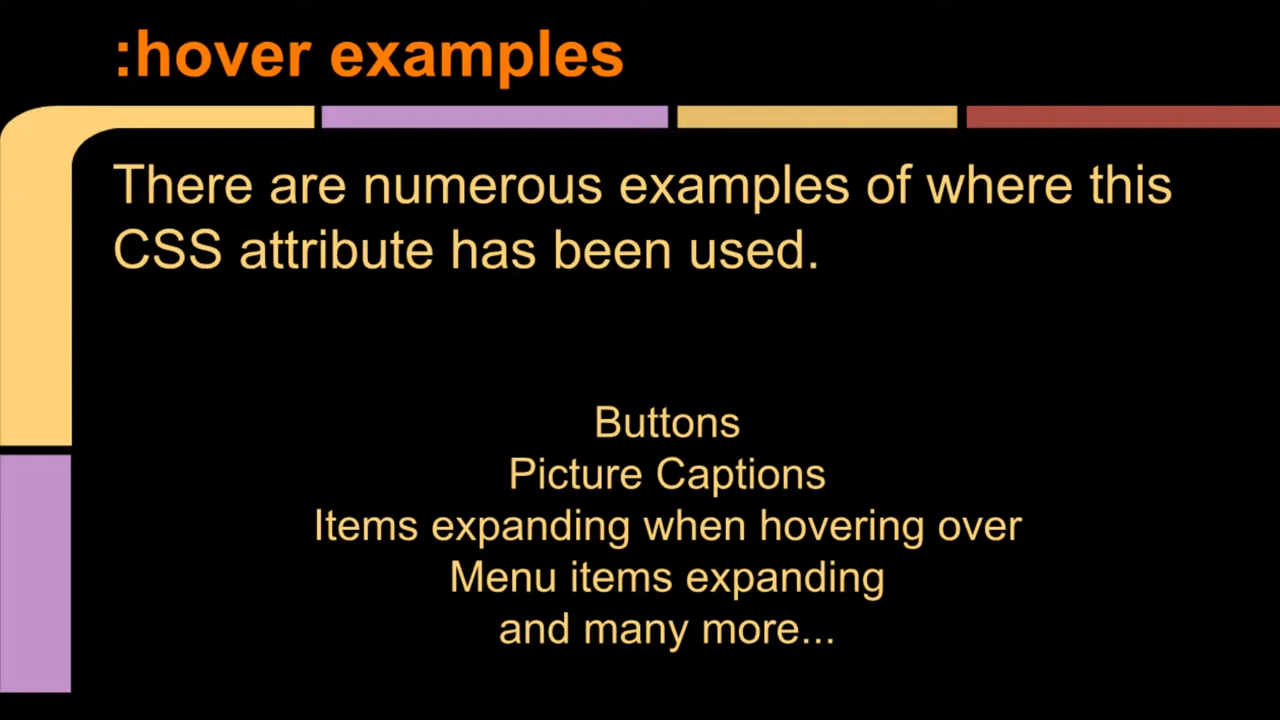 :hover examples
There are numerous examples of where this
CSS attribute has been used.
Buttons
Picture Captions
Items expanding when hovering over
Menu items expanding
and many more...